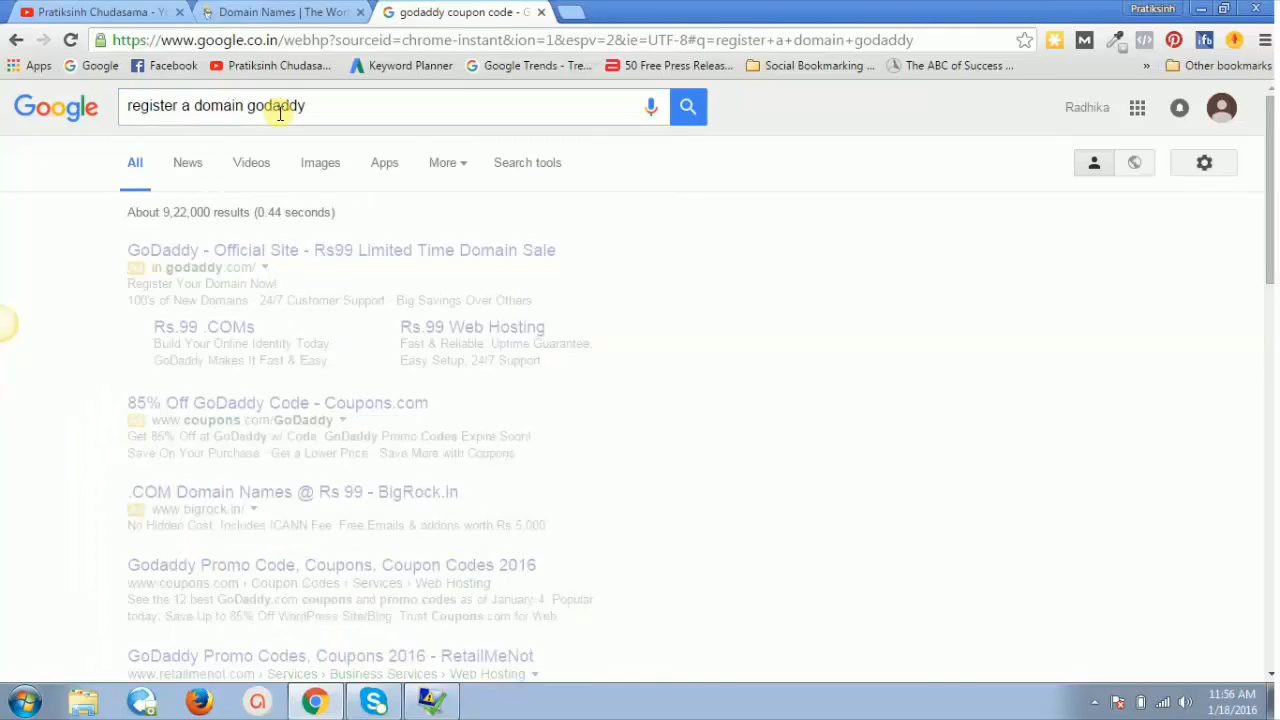 Pratiksinh Chudasama - Y
Domain Names | The Wor
godaddy coupon code - G
Pratiksinh
https://www.google.co.in/webhp?sourceid=chrome-instant&ion=1&espv=2&ie=UTF-8#q=register+a+domain+godaddy
Apps
Google
Facebook
Pratiksinh Chudasa...
Keyword Planner
Google Trends - Tre...
50 Free Press Releas...
Social Bookmarking ...
The ABC of Success ...
»
Other bookmarks
Google
register a domain godaddy
Radhika
All
News
Videos
Images
Apps
More
Search tools
About 9,22,000 results (0.44 seconds)
GoDaddy - Official Site - Rs99 Limited Time Domain Sale
Ad in.godaddy.com/
Register Your Domain Now!
100's of New Domains · 24/7 Customer Support · Big Savings Over Others
Rs.99 .COMs
Build Your Online Identity Today.
GoDaddy Makes It Fast & Easy.
Rs.99 Web Hosting
Fast & Reliable. Uptime Guarantee.
Easy Setup, 24/7 Support
85% Off GoDaddy Code - Coupons.com
Ad www.coupons.com/GoDaddy
Get 85% Off at GoDaddy w/ Code. GoDaddy Promo Codes Expire Soon!
Save On Your Purchase · Get a Lower Price · Save More with Coupons
.COM Domain Names @ Rs 99 - BigRock.in
Ad www.bigrock.in/
No Hidden Cost. Includes ICANN Fee. Free Emails & addons worth Rs.5,000
Godaddy Promo Code, Coupons, Coupon Codes 2016
www.coupons.com › Coupon Codes › Services › Web Hosting
See the 12 best GoDaddy.com coupons and promo codes as of January 4. Popular
today: Save Up to 85% Off WordPress Site/Blog. Trust Coupons.com for Web
GoDaddy Promo Codes, Coupons 2016 - RetailMeNot
www.retailmenot.com › Services › Business Services › Web Hosting
11:56 AM
1/18/2016